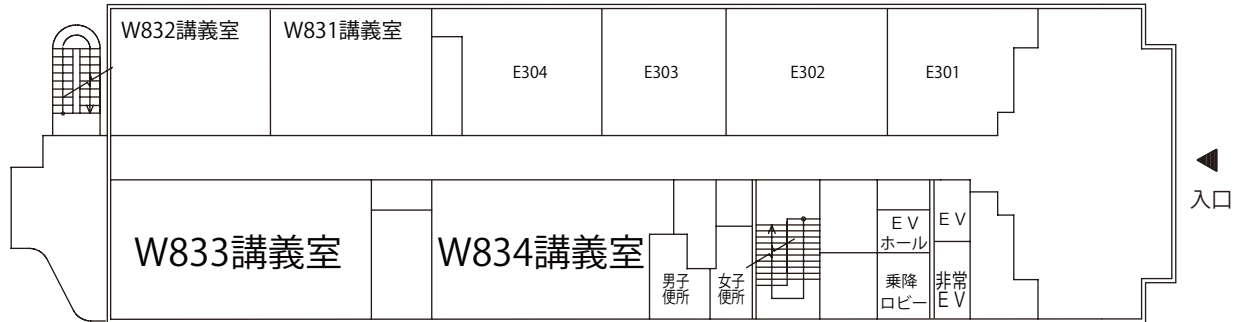 W832講義室
W831講義室
E304
E303
E302
E301
入口
W833講義室
W834講義室
男子
便所
女子
便所
ＥＶ
ホール
ＥＶ
乗降
ロビー
非常
ＥＶ